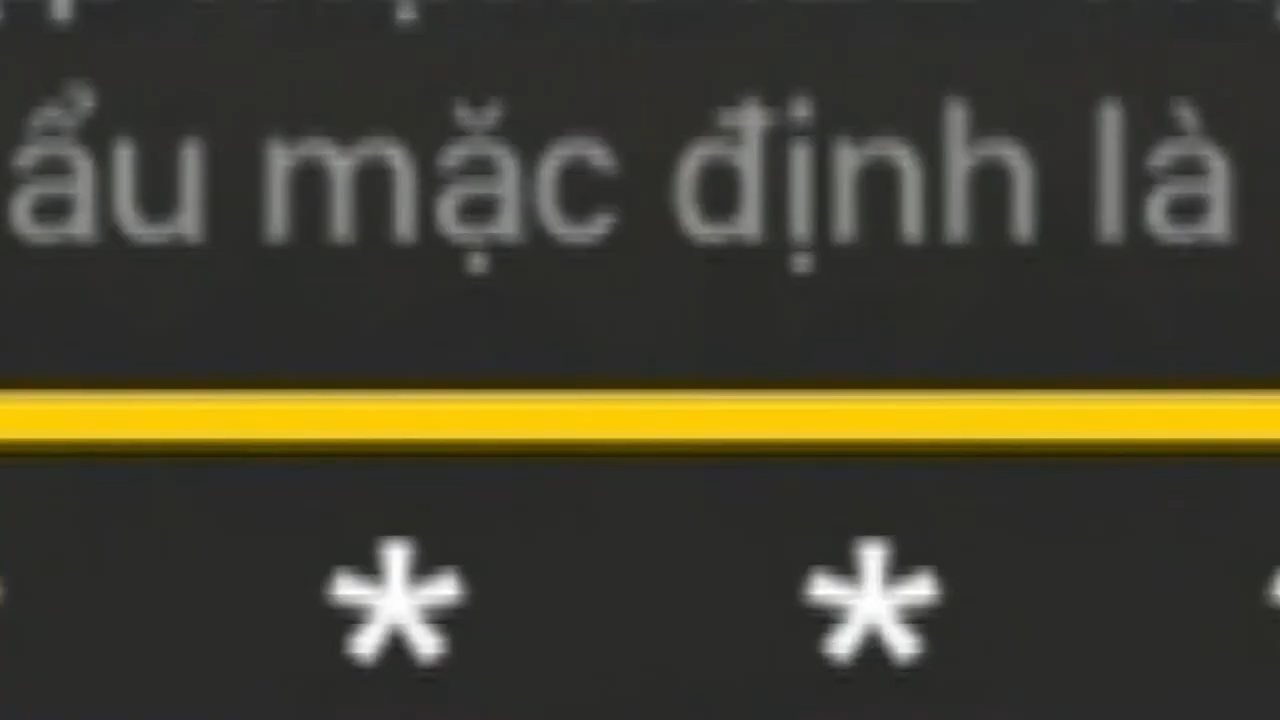 ẩu mặc định là
* *